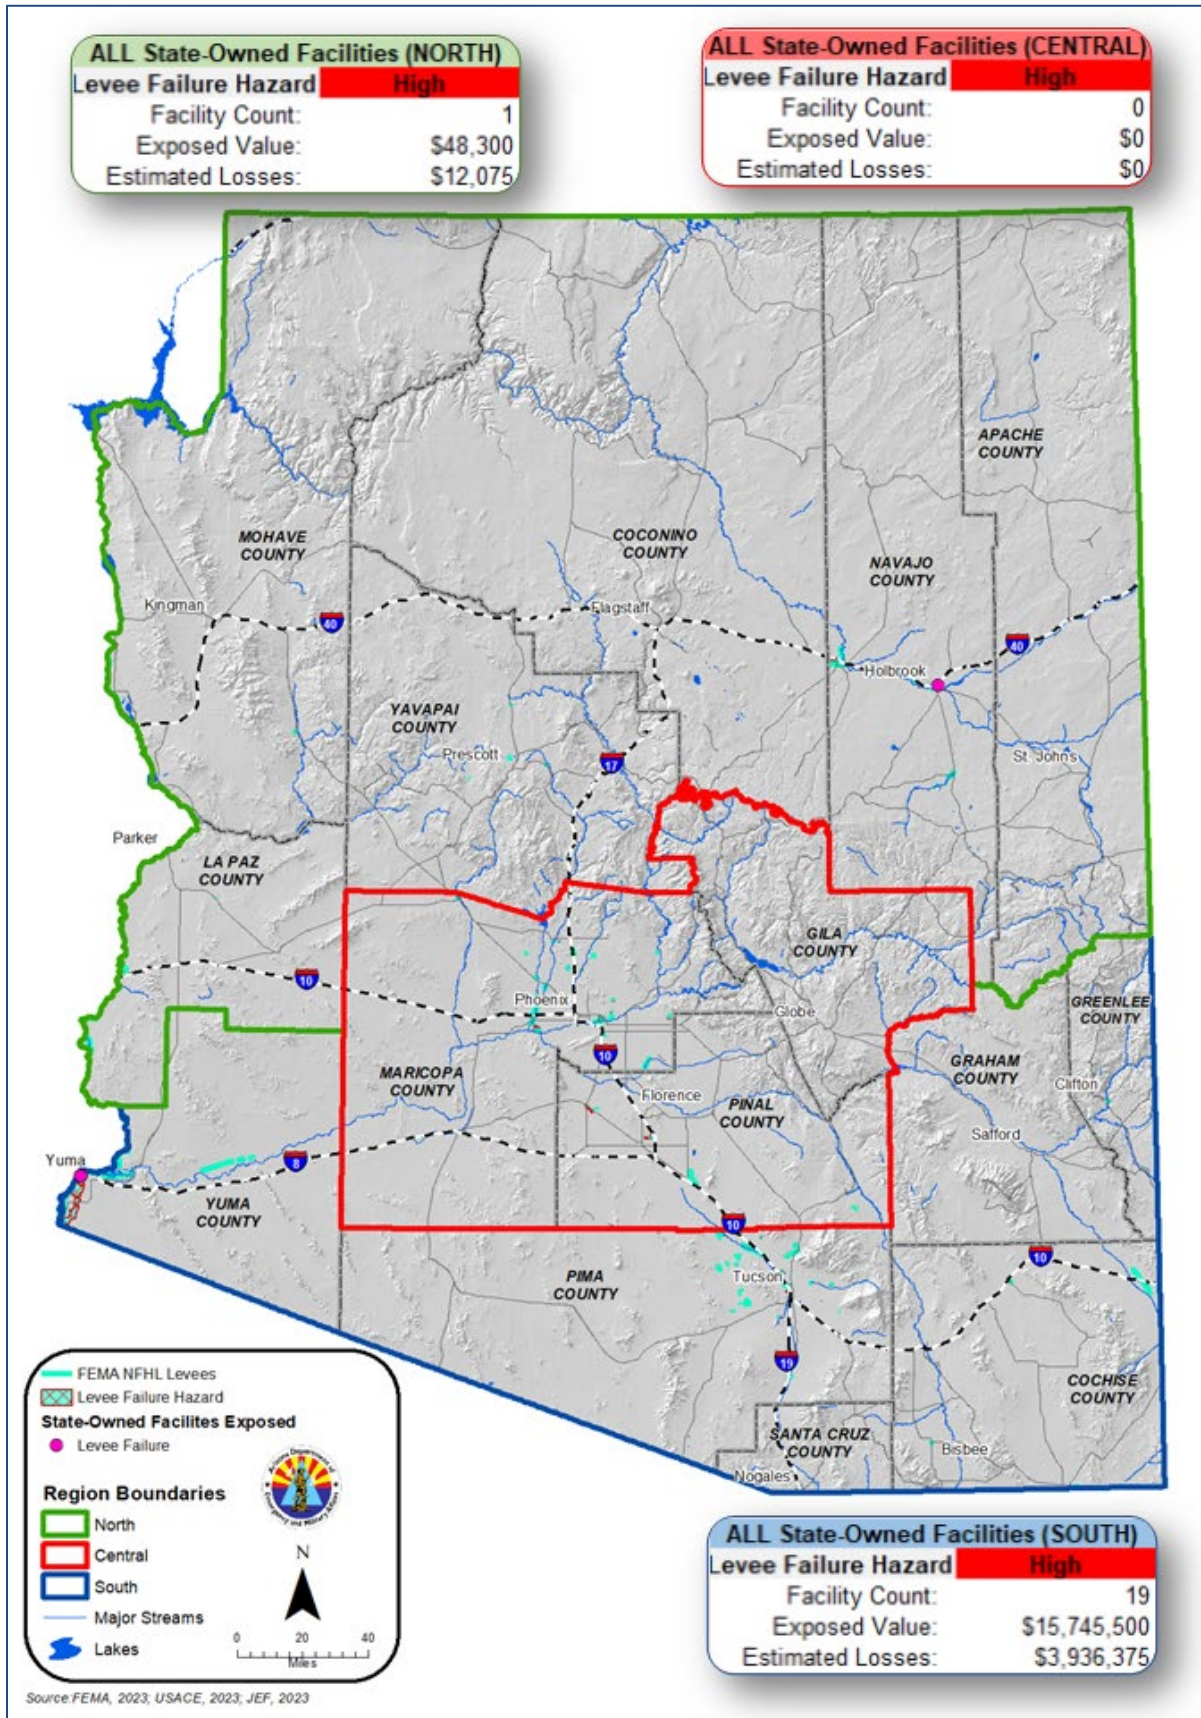 ALL State-Owned Facilities (NORTH)
Levee Failure Hazard High
Facility Count: 1
Exposed Value: $48,300
Estimated Losses: $12,075
ALL State-Owned Facilities (CENTRAL)
Levee Failure Hazard High
Facility Count: 0
Exposed Value: $0
Estimated Losses: $0
APACHE
COUNTY
MOHAVE
COUNTY
COCONINO
COUNTY
NAVAJO
COUNTY
Kingman
40
Flagstaff
40
Holbrook
YAVAPAI
COUNTY
Prescott
17
St. Johns
Parker
LA PAZ
COUNTY
GILA
COUNTY
10
Phoenix
Globe
GREENLEE
COUNTY
10
MARICOPA
COUNTY
GRAHAM
COUNTY
Florence
Clifton
PINAL
COUNTY
Safford
Yuma
8
YUMA
COUNTY
10
10
Tucson
PIMA
COUNTY
19
COCHISE
COUNTY
SANTA CRUZ
COUNTY
Bisbee
Nogales
FEMA NFHL Levees
Levee Failure Hazard
State-Owned Facilites Exposed
Levee Failure
Arizona Department of
Emergency and Military Affairs
Region Boundaries
North
Central
South
Major Streams
Lakes
N
0 20 40
Miles
ALL State-Owned Facilities (SOUTH)
Levee Failure Hazard High
Facility Count: 19
Exposed Value: $15,745,500
Estimated Losses: $3,936,375
Source:FEMA, 2023; USACE, 2023; JEF, 2023